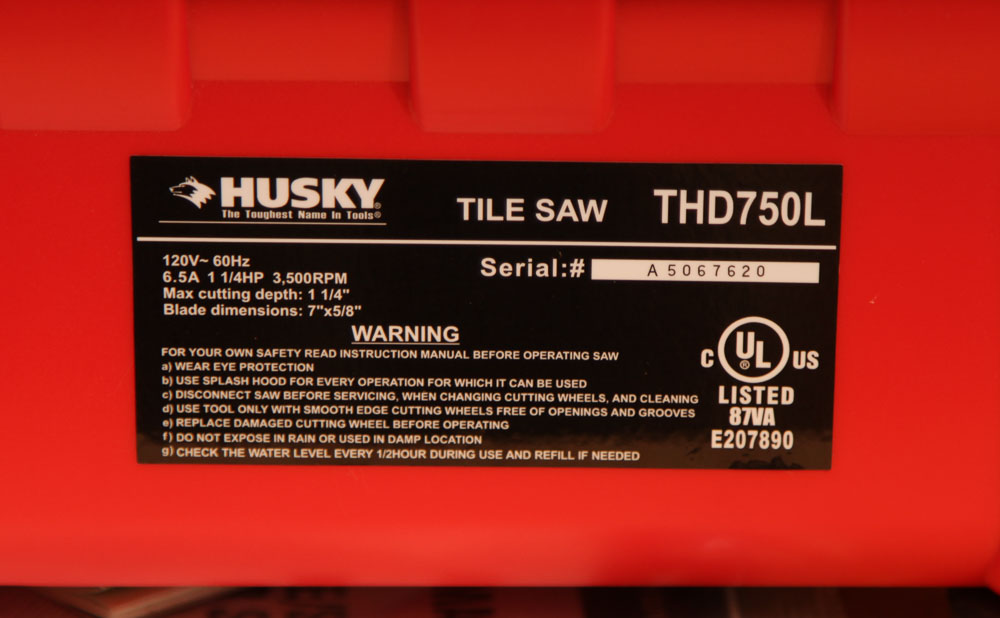 HUSKY
The Toughest Name In Tools®
TILE SAW
THD750L
120V~ 60Hz
6.5A 1 1/4HP 3,500RPM
Max cutting depth: 1 1/4"
Blade dimensions: 7"x5/8"
Serial:# A5067620
WARNING
FOR YOUR OWN SAFETY READ INSTRUCTION MANUAL BEFORE OPERATING SAW
a) WEAR EYE PROTECTION
b) USE SPLASH HOOD FOR EVERY OPERATION FOR WHICH IT CAN BE USED
c) DISCONNECT SAW BEFORE SERVICING, WHEN CHANGING CUTTING WHEELS, AND CLEANING
d) USE TOOL ONLY WITH SMOOTH EDGE CUTTING WHEELS FREE OF OPENINGS AND GROOVES
e) REPLACE DAMAGED CUTTING WHEEL BEFORE OPERATING
f) DO NOT EXPOSE IN RAIN OR USED IN DAMP LOCATION
g) CHECK THE WATER LEVEL EVERY 1/2HOUR DURING USE AND REFILL IF NEEDED
C UL® US
LISTED
87VA
E207890